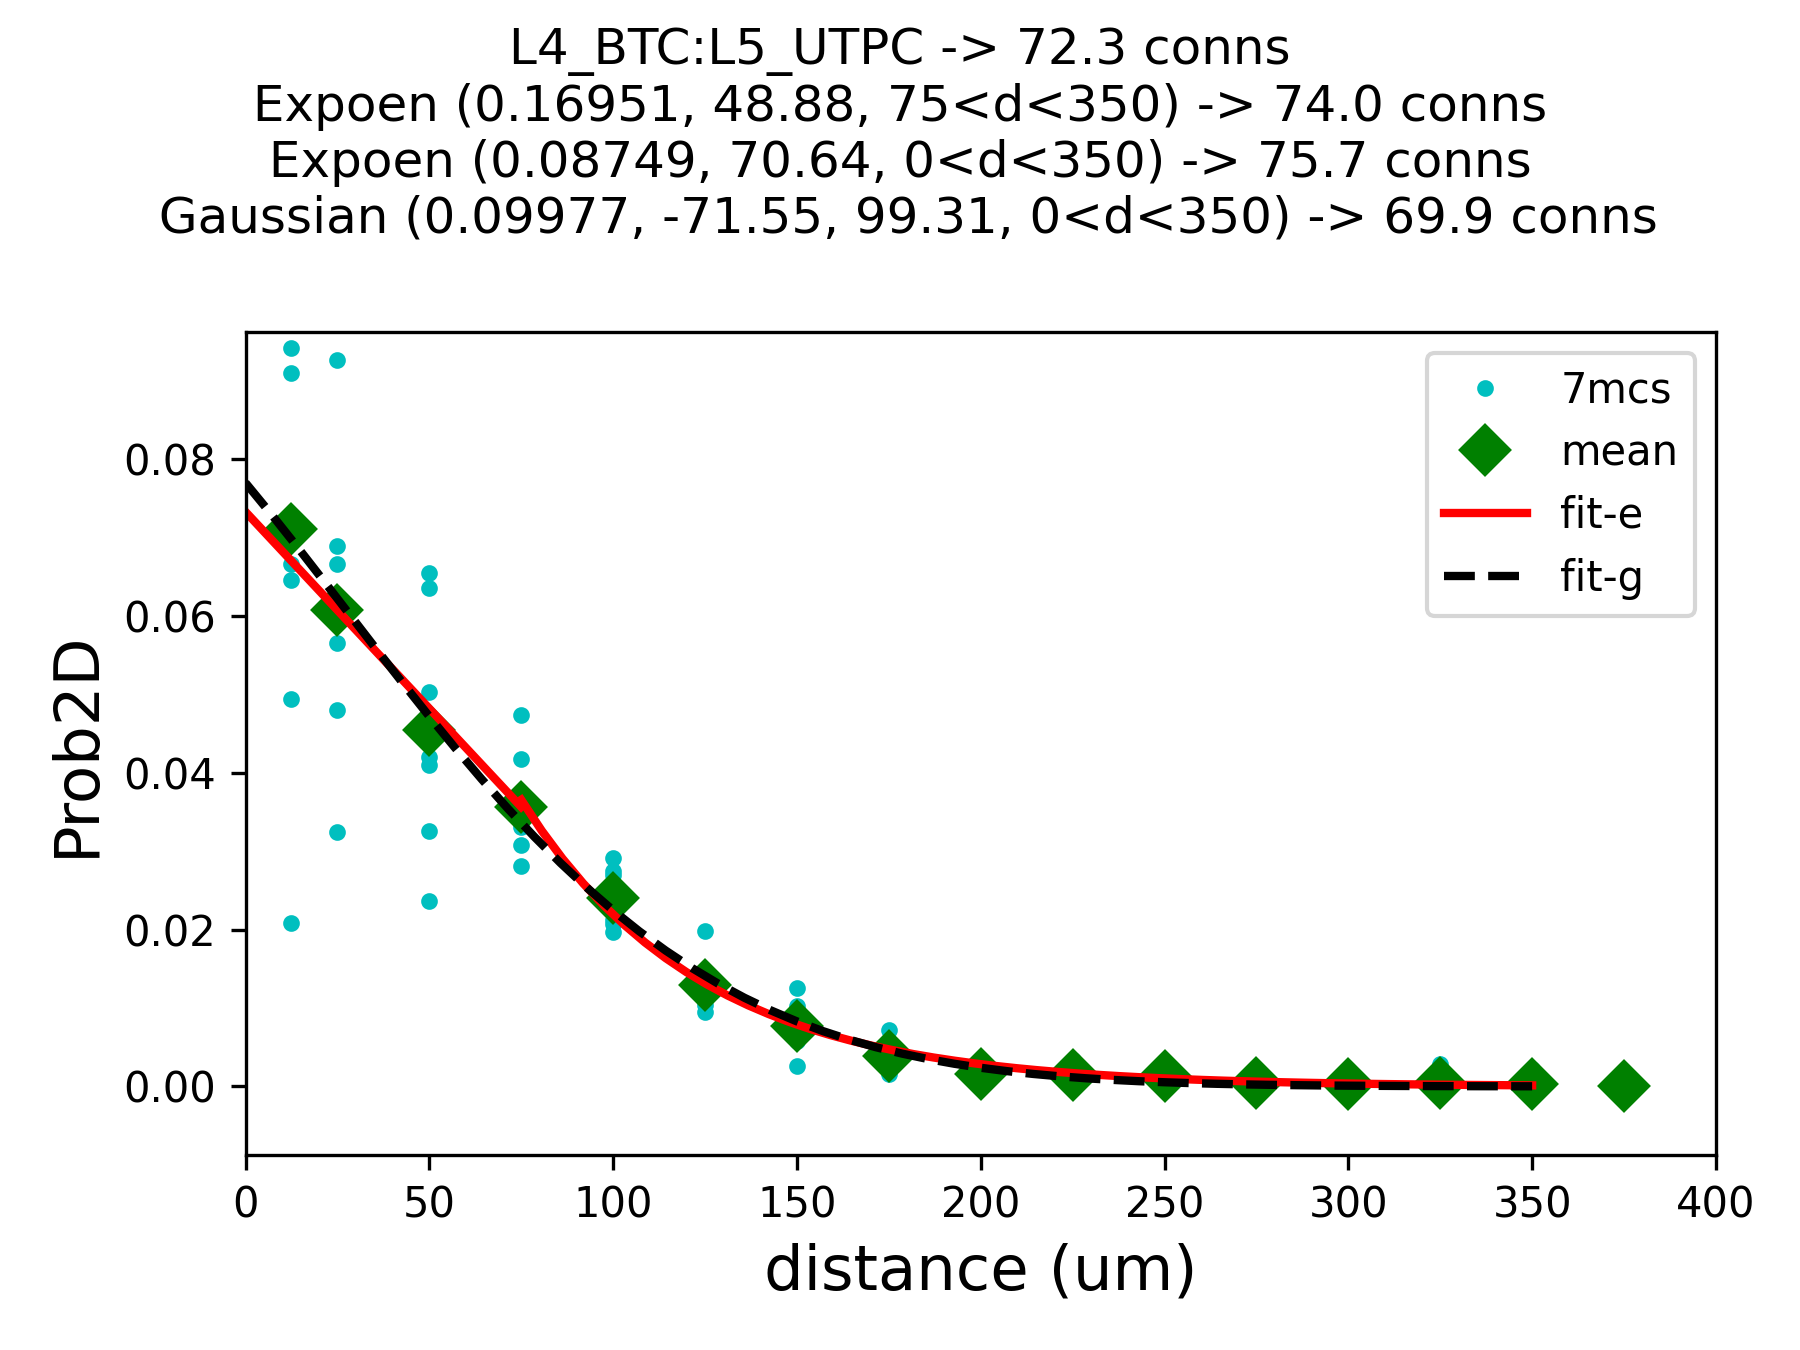 L4_BTC:L5_UTPC -> 72.3 conns
Expoen (0.16951, 48.88, 75<d<350) -> 74.0 conns
Expoen (0.08749, 70.64, 0<d<350) -> 75.7 conns
Gaussian (0.09977, -71.55, 99.31, 0<d<350) -> 69.9 conns
7mcs
mean
fit-e
fit-g
Prob2D
0.08
0.06
0.04
0.02
0.00
0 50 100 150 200 250 300 350 400
distance (um)